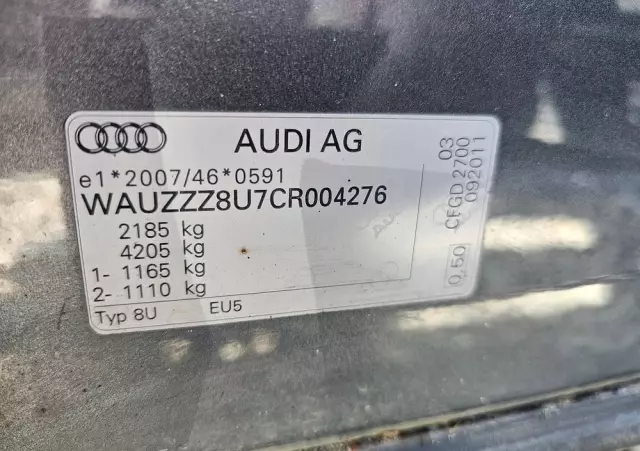 AUDI AG
e1*2007/46*0591
WAUZZZ8U7CR004276
2185 kg
4205 kg
1- 1165 kg
2- 1110 kg
Typ 8U EU5
03
CFGD 2700
092011
0,50